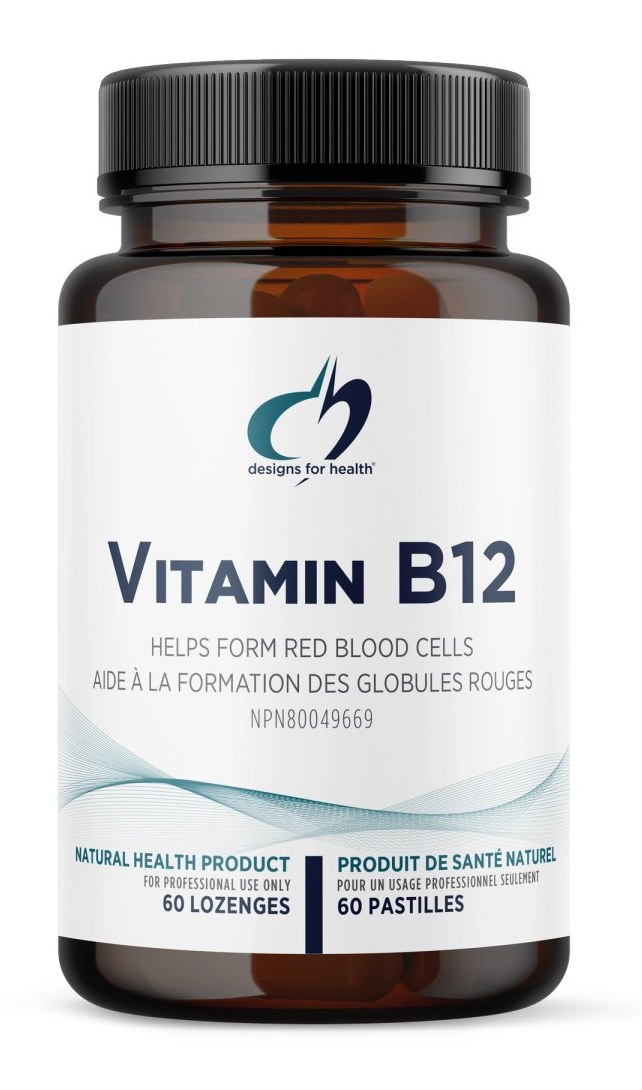 designs for health®
VITAMIN B12
HELPS FORM RED BLOOD CELLS
AIDE À LA FORMATION DES GLOBULES ROUGES
NPN80049669
NATURAL HEALTH PRODUCT
FOR PROFESSIONAL USE ONLY
60 LOZENGES
PRODUIT DE SANTÉ NATUREL
POUR UN USAGE PROFESSIONNEL SEULEMENT
60 PASTILLES